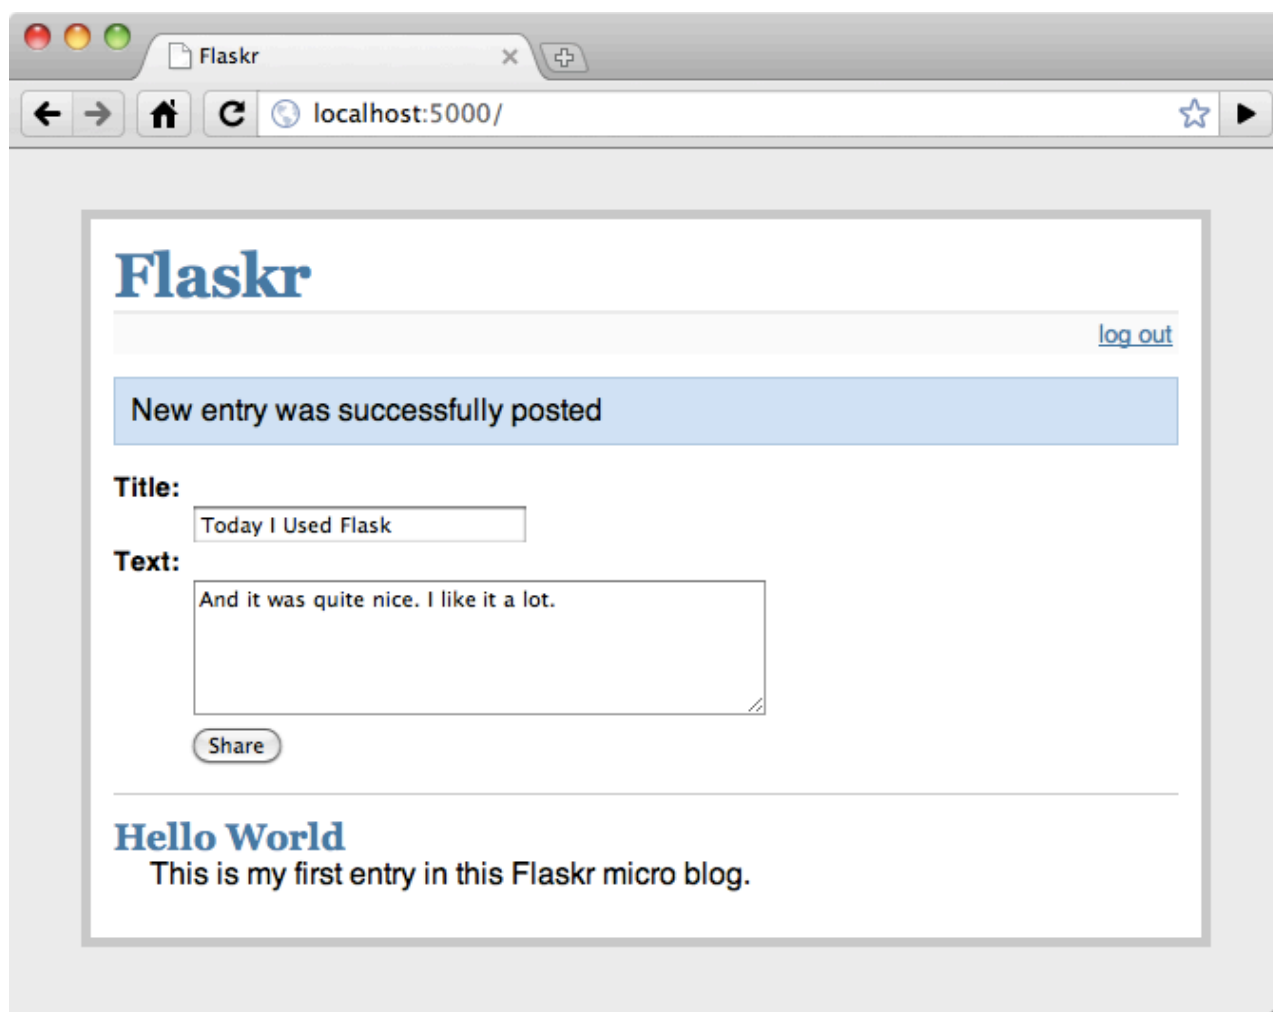 Flaskr
localhost:5000/
Flaskr
log out
New entry was successfully posted
Title:
Today I Used Flask
Text:
And it was quite nice. I like it a lot.
Share
Hello World
This is my first entry in this Flaskr micro blog.